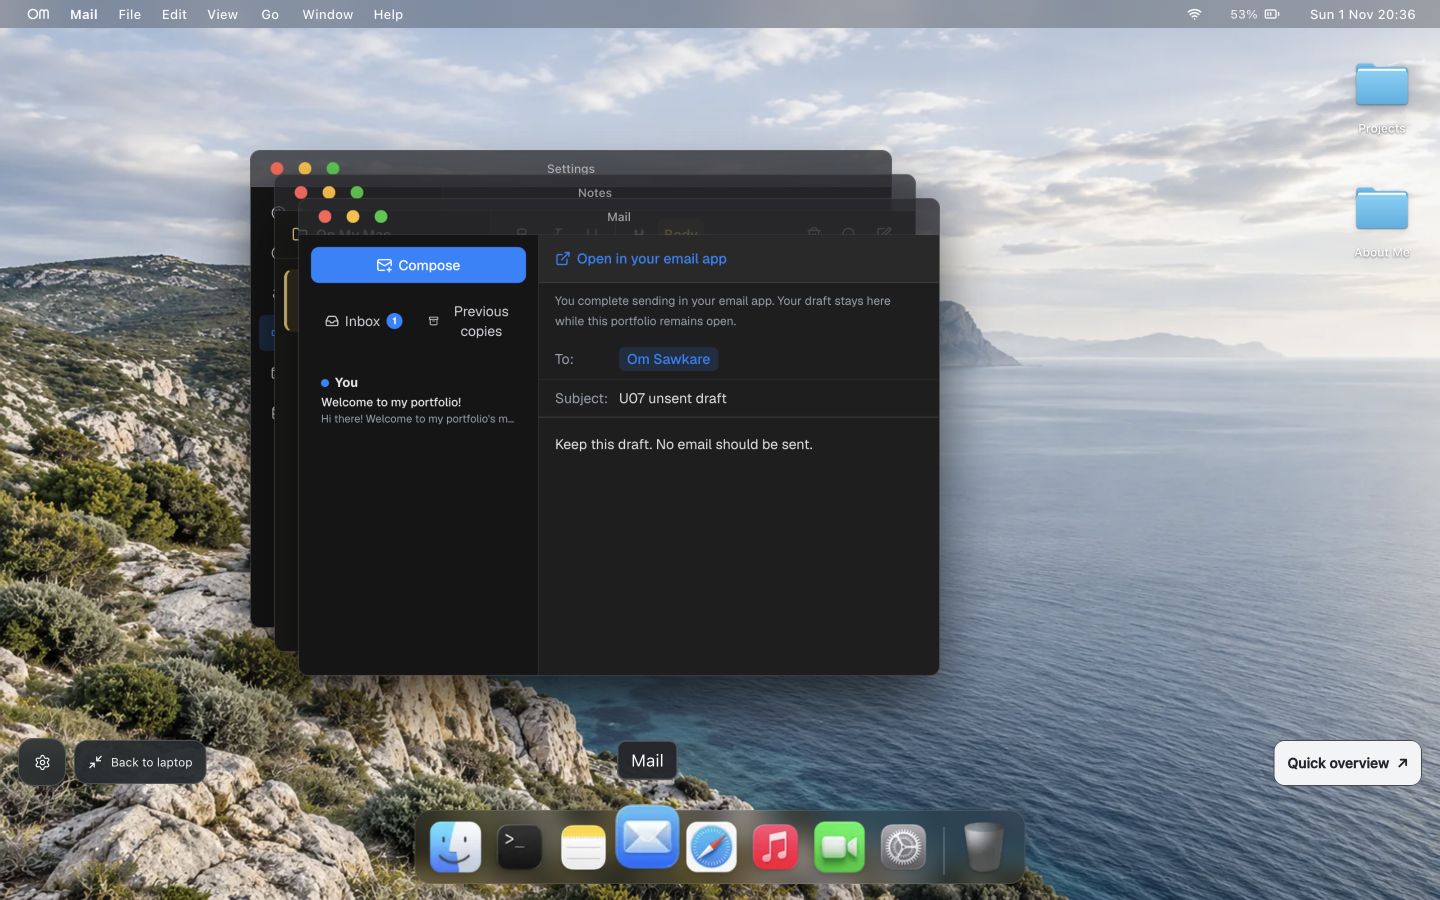 OM Mail File Edit View Go Window Help
53% Sun 1 Nov 20:36
Projects
About Me
Settings
Notes
On My Mac
B I U H Body
Mail
Compose
Inbox 1
Previous
copies
You
Welcome to my portfolio!
Hi there! Welcome to my portfolio's m...
Open in your email app
You complete sending in your email app. Your draft stays here
while this portfolio remains open.
To: Om Sawkare
Subject: U07 unsent draft
Keep this draft. No email should be sent.
Back to laptop
Mail
Quick overview
>_